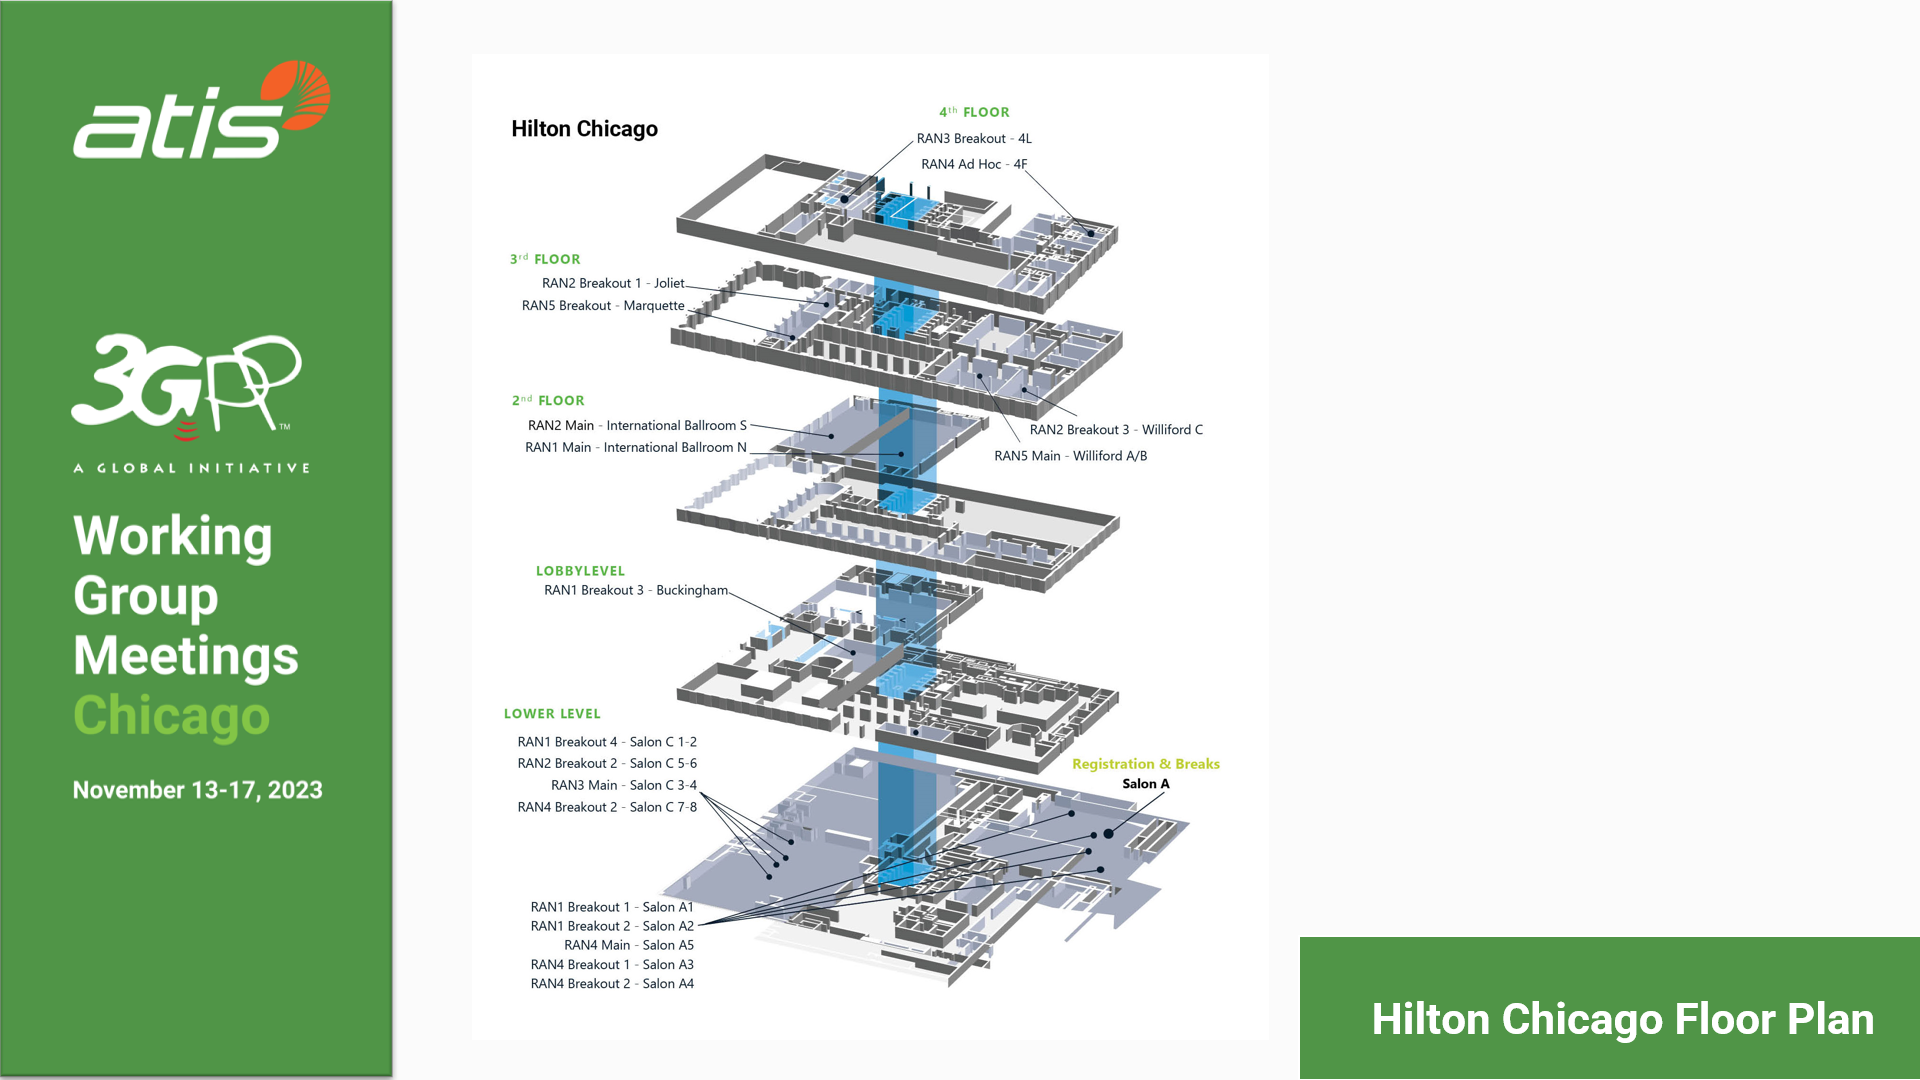 atis
3GPP
TM
A GLOBAL INITIATIVE
Working
Group
Meetings
Chicago
November 13-17, 2023
Hilton Chicago
4th FLOOR
RAN3 Breakout - 4L
RAN4 Ad Hoc - 4F
3rd FLOOR
RAN2 Breakout 1 - Joliet
RAN5 Breakout - Marquette
RAN2 Breakout 3 - Williford C
RAN5 Main - Williford A/B
2nd FLOOR
RAN2 Main - International Ballroom S
RAN1 Main - International Ballroom N
LOBBYLEVEL
RAN1 Breakout 3 - Buckingham
LOWER LEVEL
RAN1 Breakout 4 - Salon C 1-2
RAN2 Breakout 2 - Salon C 5-6
RAN3 Main - Salon C 3-4
RAN4 Breakout 2 - Salon C 7-8
Registration & Breaks
Salon A
RAN1 Breakout 1 - Salon A1
RAN1 Breakout 2 - Salon A2
RAN4 Main - Salon A5
RAN4 Breakout 1 - Salon A3
RAN4 Breakout 2 - Salon A4
Hilton Chicago Floor Plan